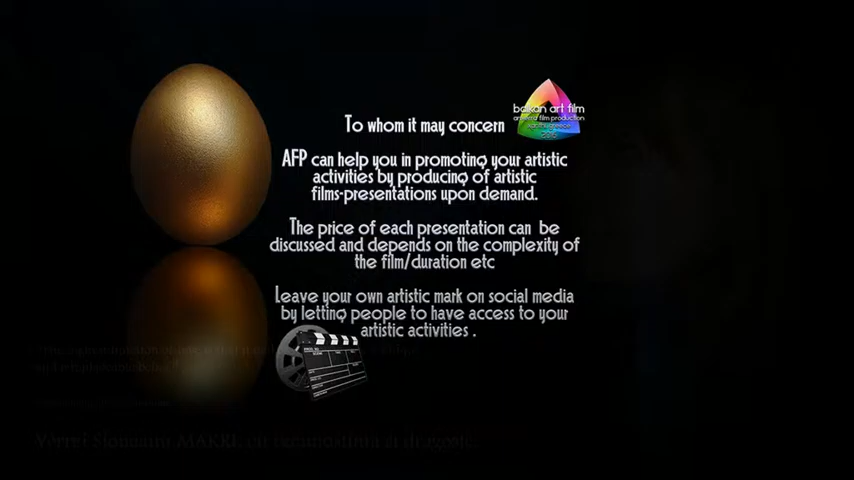 balkan art film
To whom it may concern
AFP can help you in promoting your artistic
activities by producing of artistic
films-presentations upon demand.
The price of each presentation can be
discussed and depends on the complexity of
the film/duration etc
Leave your own artistic mark on social media
by letting people to have access to your
artistic activities .